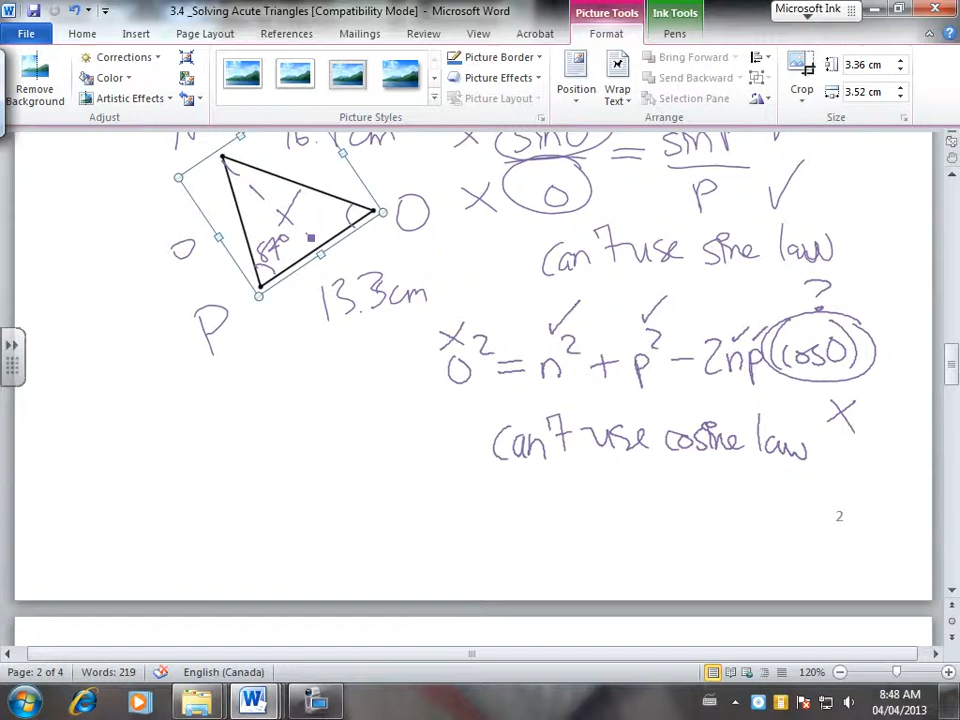 3.4 _Solving Acute Triangles [Compatibility Mode] - Microsoft Word
Picture Tools
Ink Tools
Microsoft Ink
File
Home
Insert
Page Layout
References
Mailings
Review
View
Acrobat
Format
Pens
Remove Background
Corrections
Color
Artistic Effects
Adjust
Picture Border
Picture Effects
Picture Layout
Picture Styles
Position
Wrap Text
Bring Forward
Send Backward
Selection Pane
Arrange
Crop
3.36 cm
3.52 cm
Size
X sinO = sinP ✓
X O P ✓
X
O
O
87°
13.3cm
P
can't use sine law
?
X ✓ ✓ ✓ ✓
O² = n² + p² - 2np(cosO)
X
can't use cosine law
2
Page: 2 of 4
Words: 219
English (Canada)
120%
8:48 AM
04/04/2013